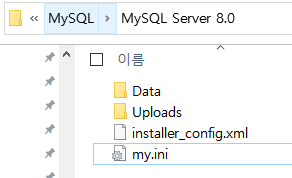 « MySQL > MySQL Server 8.0
이름
Data
Uploads
installer_config.xml
my.ini